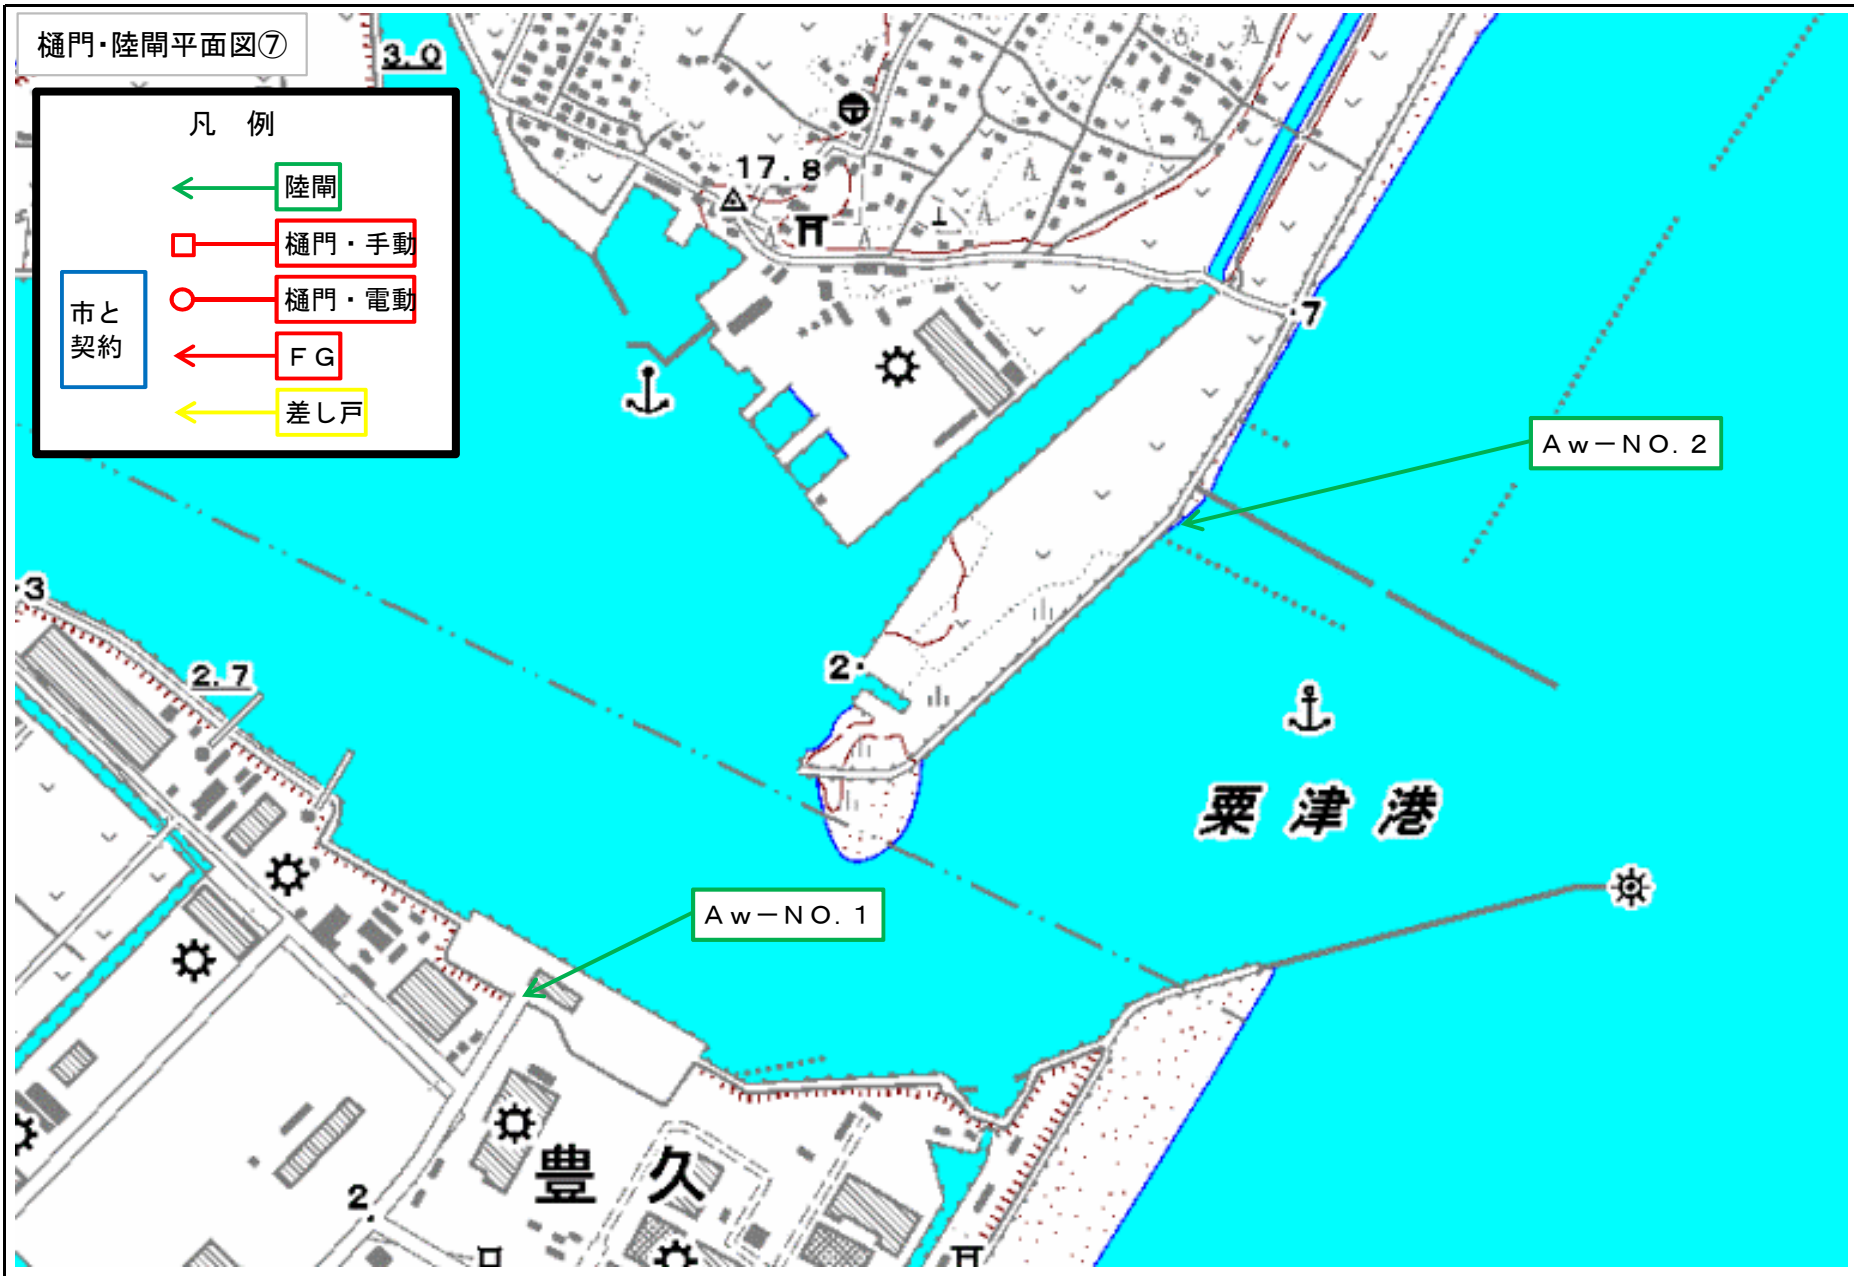 樋門・陸閘平面図⑦
3.0
凡　例
陸閘
樋門・手動
樋門・電動
ＦＧ
差し戸
市と
契約
17.8
7
Ａｗ－ＮＯ．２
3
2.7
2
粟津港
Ａｗ－ＮＯ．１
豊久
2